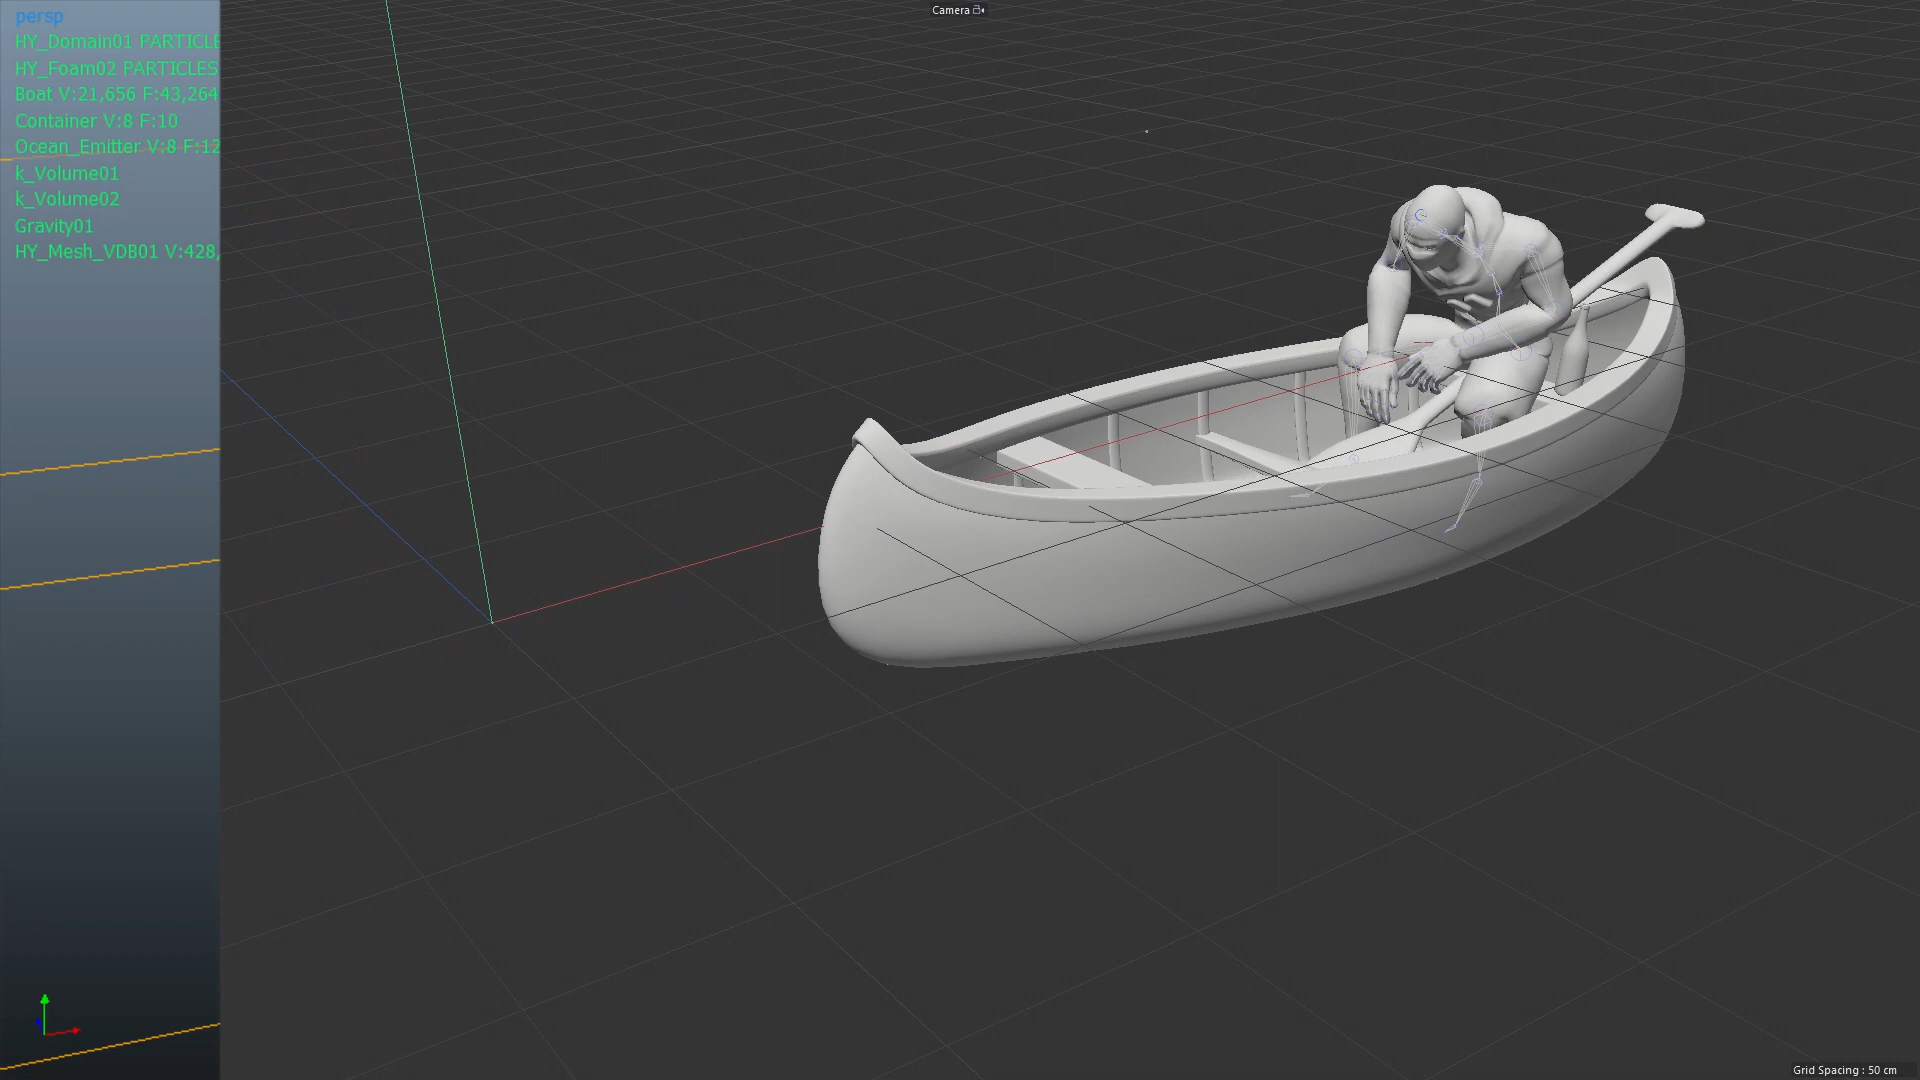 persp
HY_Domain01 PARTICLE
HY_Foam02 PARTICLES
Boat V:21,656 F:43,264
Container V:8 F:10
Ocean_Emitter V:8 F:12
k_Volume01
k_Volume02
Gravity01
HY_Mesh_VDB01 V:428,
Camera
Grid Spacing : 50 cm